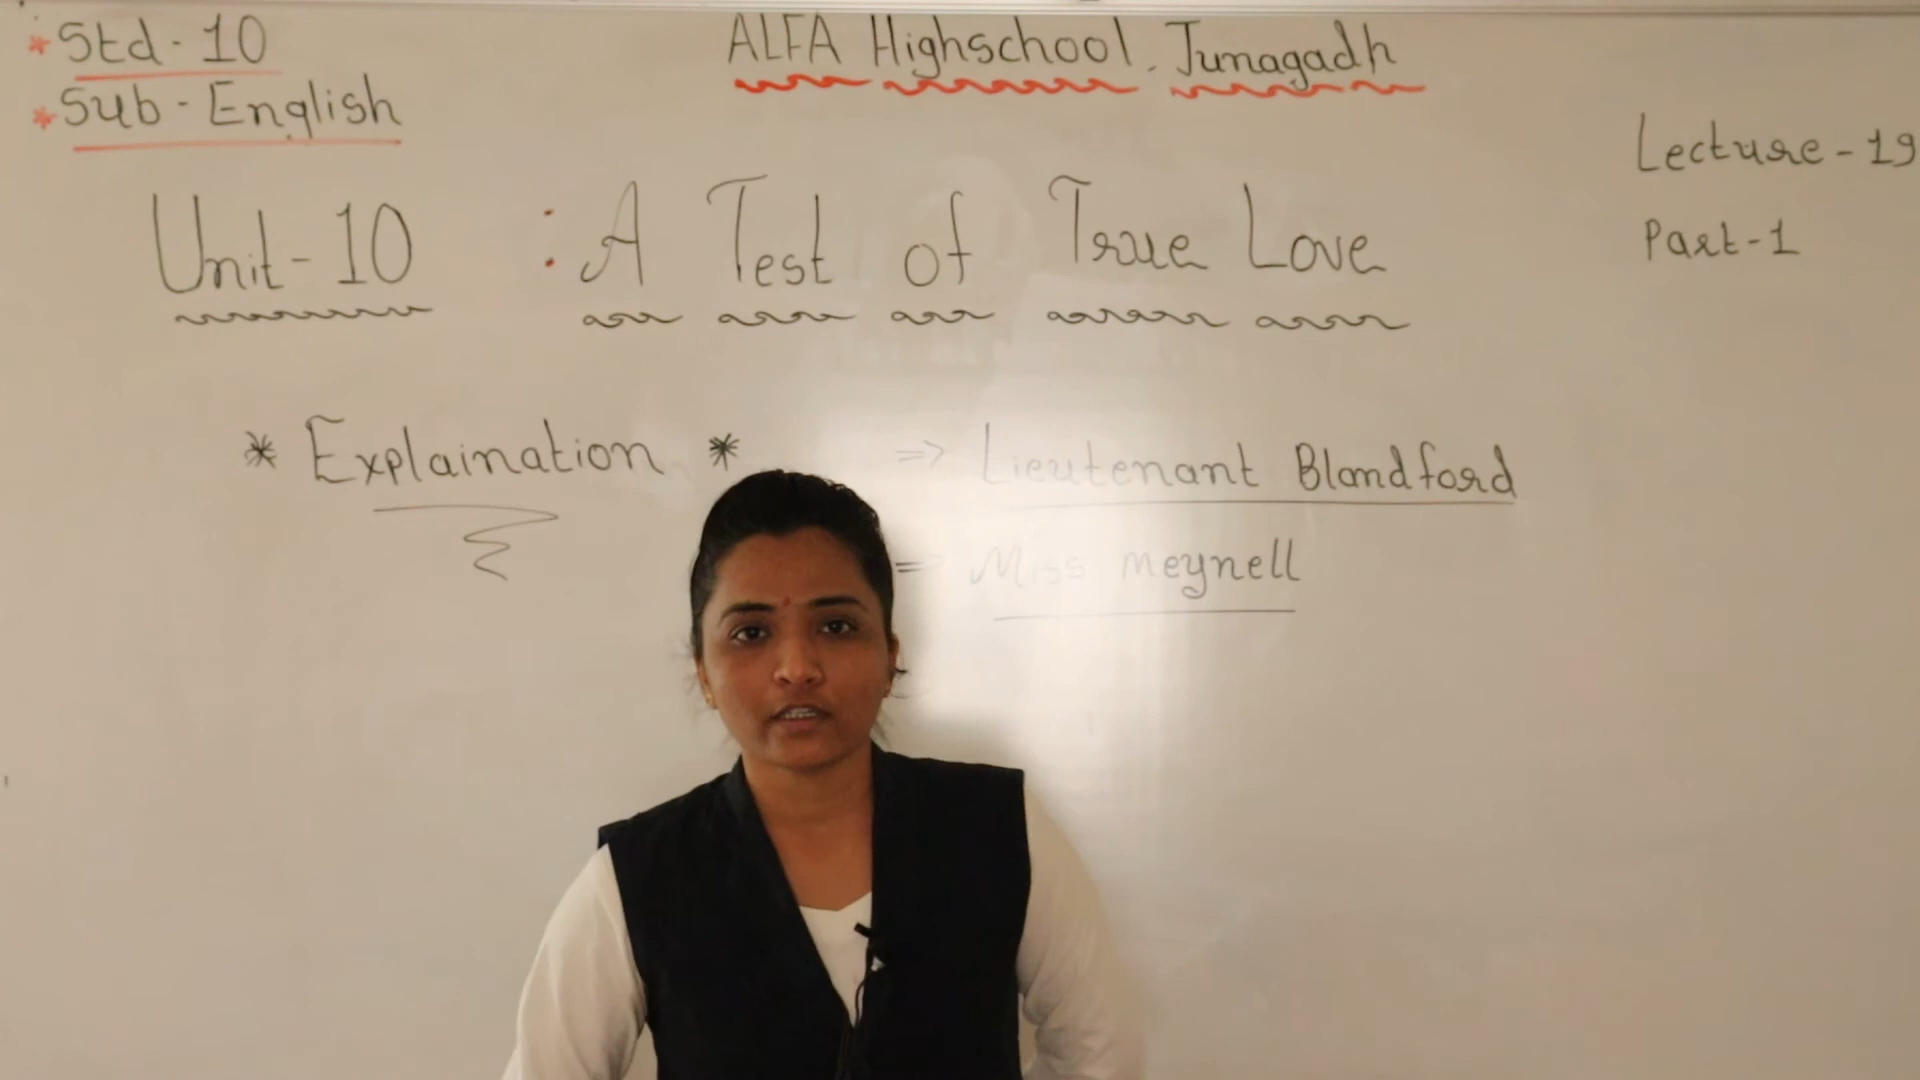 * Std - 10
ALFA Highschool. Junagadh
* Sub - English
Lecture - 19
Unit - 10 : A Test of True Love
Part - 1
* Explaination *
=> Lieutenant Blandford
=> Miss Meynell